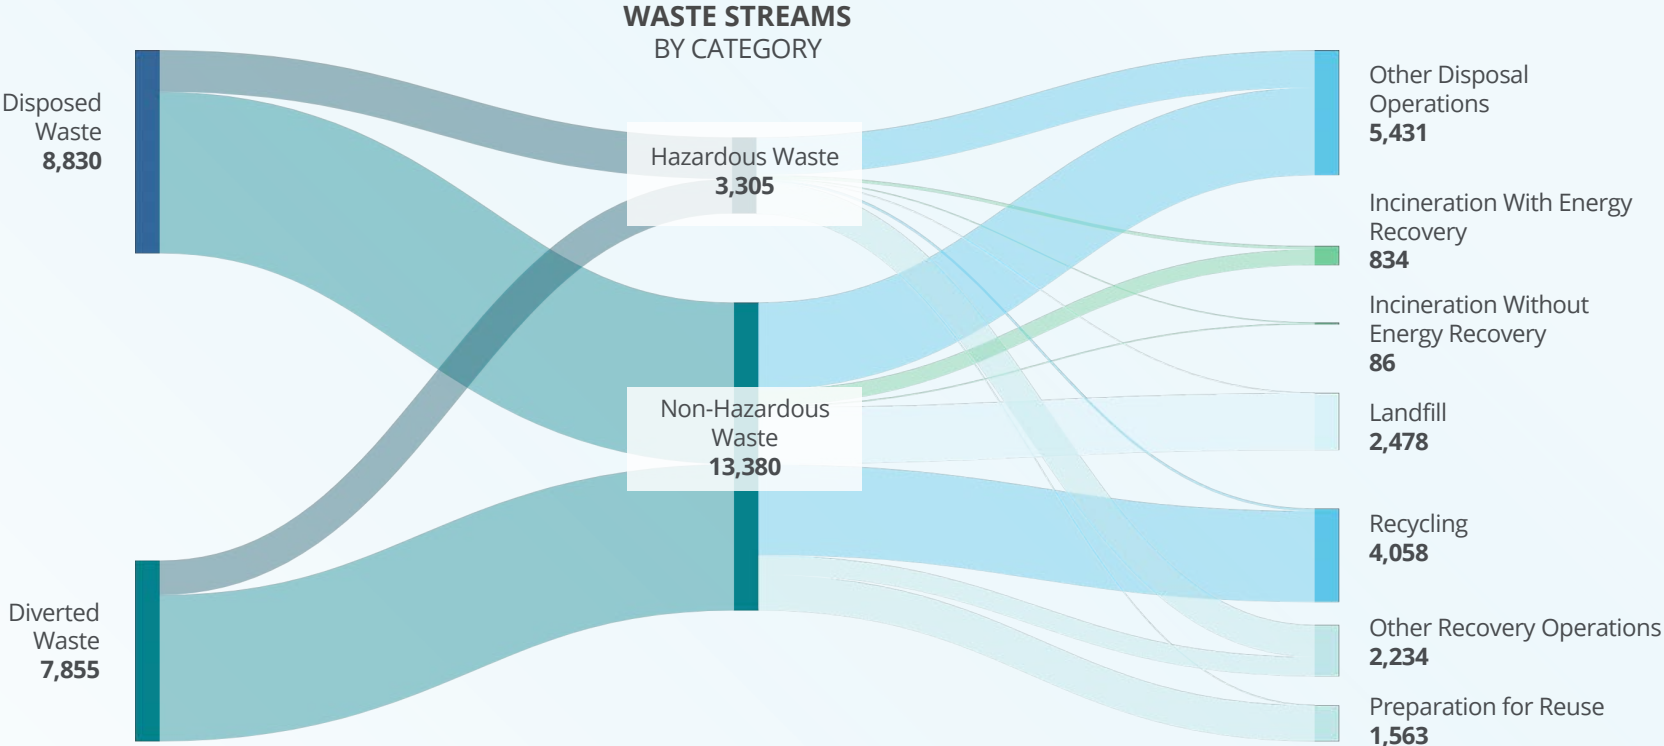 WASTE STREAMS
BY CATEGORY
Disposed
Waste
8,830
Diverted
Waste
7,855
Hazardous Waste
3,305
Non-Hazardous
Waste
13,380
Other Disposal
Operations
5,431
Incineration With Energy
Recovery
834
Incineration Without
Energy Recovery
86
Landfill
2,478
Recycling
4,058
Other Recovery Operations
2,234
Preparation for Reuse
1,563